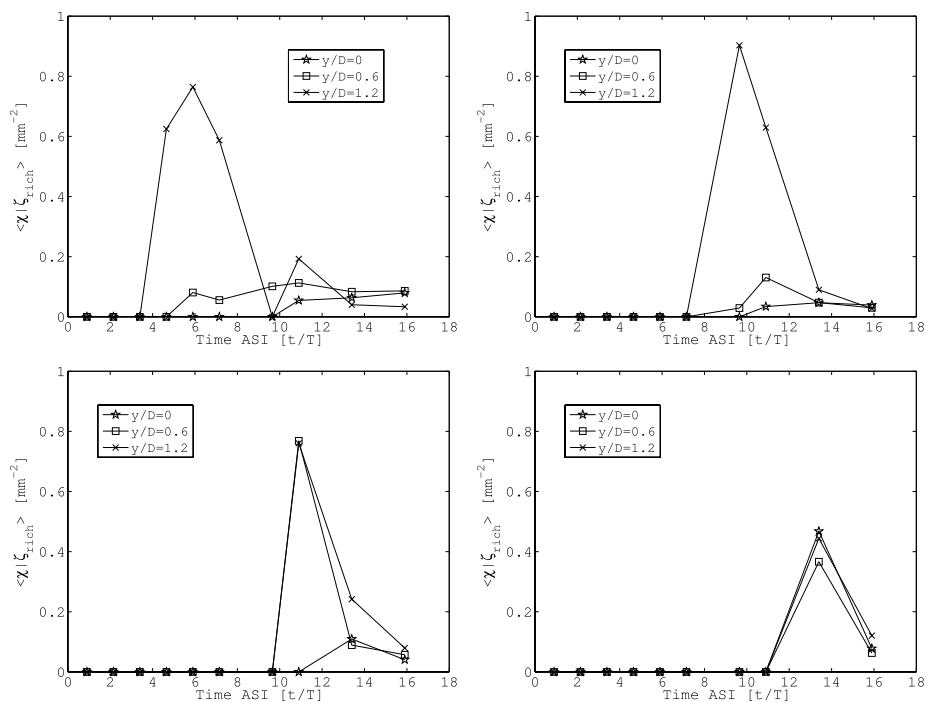 1
0.8
0.6
0.4
0.2
0
<χ|ζrich> [mm⁻²]
y/D=0
y/D=0.6
y/D=1.2
0 2 4 6 8 10 12 14 16 18
Time ASI [t/T]
1
0.8
0.6
0.4
0.2
0
<χ|ζrich> [mm⁻²]
y/D=0
y/D=0.6
y/D=1.2
0 2 4 6 8 10 12 14 16 18
Time ASI [t/T]
1
0.8
0.6
0.4
0.2
0
<χ|ζrich> [mm⁻²]
y/D=0
y/D=0.6
y/D=1.2
0 2 4 6 8 10 12 14 16 18
Time ASI [t/T]
1
0.8
0.6
0.4
0.2
0
<χ|ζrich> [mm⁻²]
y/D=0
y/D=0.6
y/D=1.2
0 2 4 6 8 10 12 14 16 18
Time ASI [t/T]